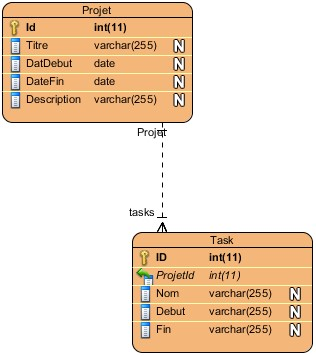 Projet
Id int(11)
Titre varchar(255) N
DatDebut date N
DateFin date N
Description varchar(255) N
Projet
tasks
Task
ID int(11)
ProjetId int(11)
Nom varchar(255) N
Debut varchar(255) N
Fin varchar(255) N